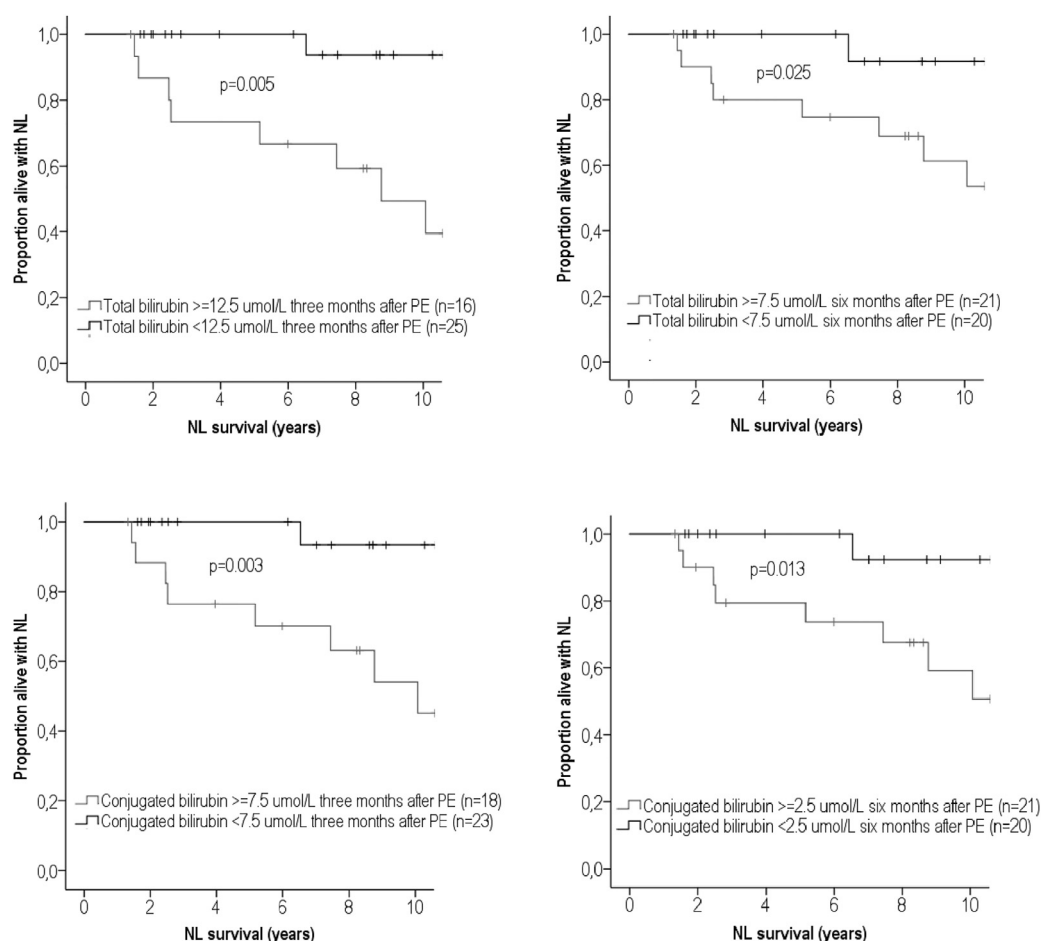 1,0
0,8
0,6
0,4
0,2
0,0
Proportion alive with NL
p=0.005
Total bilirubin >=12.5 umol/L three months after PE (n=16)
Total bilirubin <12.5 umol/L three months after PE (n=25)
0 2 4 6 8 10
NL survival (years)
1,0
0,8
0,6
0,4
0,2
0,0
Proportion alive with NL
p=0.025
Total bilirubin >=7.5 umol/L six months after PE (n=21)
Total bilirubin <7.5 umol/L six months after PE (n=20)
0 2 4 6 8 10
NL survival (years)
1,0
0,8
0,6
0,4
0,2
0,0
Proportion alive with NL
p=0.003
Conjugated bilirubin >=7.5 umol/L three months after PE (n=18)
Conjugated bilirubin <7.5 umol/L three months after PE (n=23)
0 2 4 6 8 10
NL survival (years)
1,0
0,8
0,6
0,4
0,2
0,0
Proportion alive with NL
p=0.013
Conjugated bilirubin >=2.5 umol/L six months after PE (n=21)
Conjugated bilirubin <2.5 umol/L six months after PE (n=20)
0 2 4 6 8 10
NL survival (years)